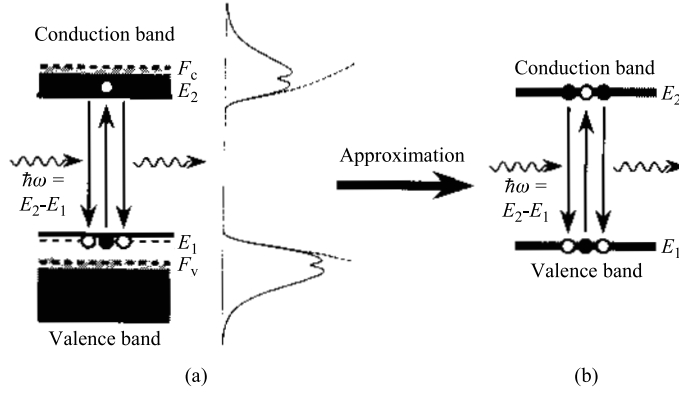 Conduction band
F_c
E_2
ħω =
E_2-E_1
E_1
F_v
Valence band
(a)
Approximation
Conduction band
E_2
ħω =
E_2-E_1
E_1
Valence band
(b)